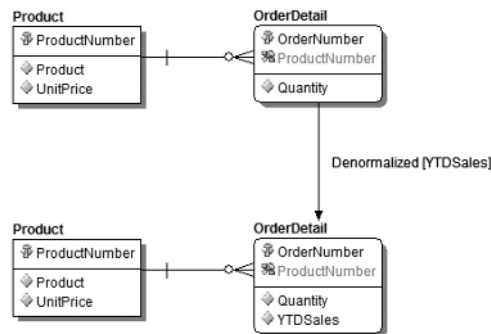 Product
ProductNumber
Product
UnitPrice
OrderDetail
OrderNumber
ProductNumber
Quantity
Denormalized [YTDSales]
Product
ProductNumber
Product
UnitPrice
OrderDetail
OrderNumber
ProductNumber
Quantity
YTDSales